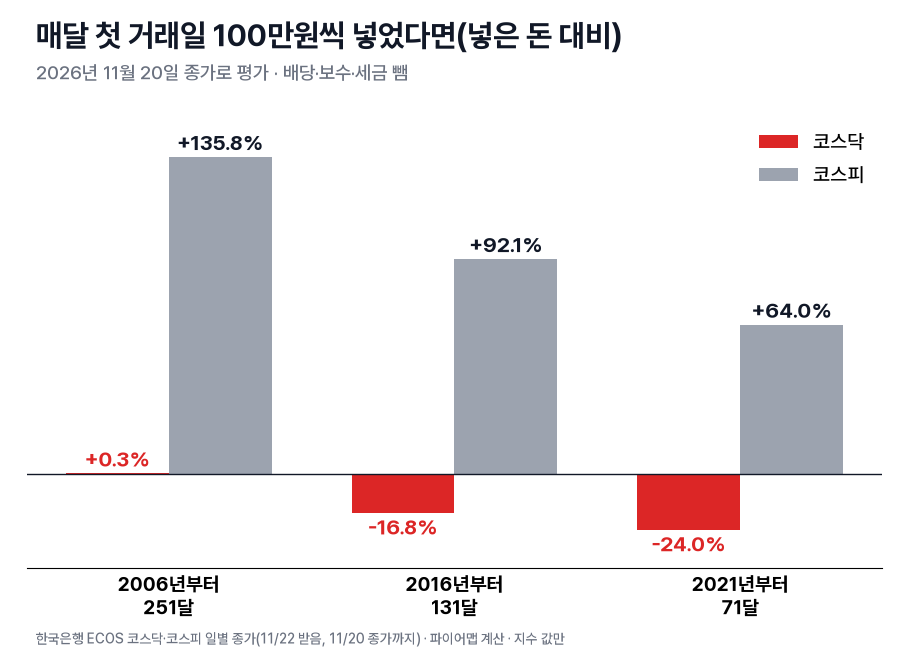 매달 첫 거래일 100만원씩 넣었다면(넣은 돈 대비)
2026년 11월 20일 종가로 평가 · 배당·보수·세금 뺌
코스닥
코스피
+135.8%
+92.1%
+64.0%
+0.3%
-16.8%
-24.0%
2006년부터
251달
2016년부터
131달
2021년부터
71달
한국은행 ECOS 코스닥·코스피 일별 종가(11/22 받음, 11/20 종가까지) · 파이어맵 계산 · 지수 값만